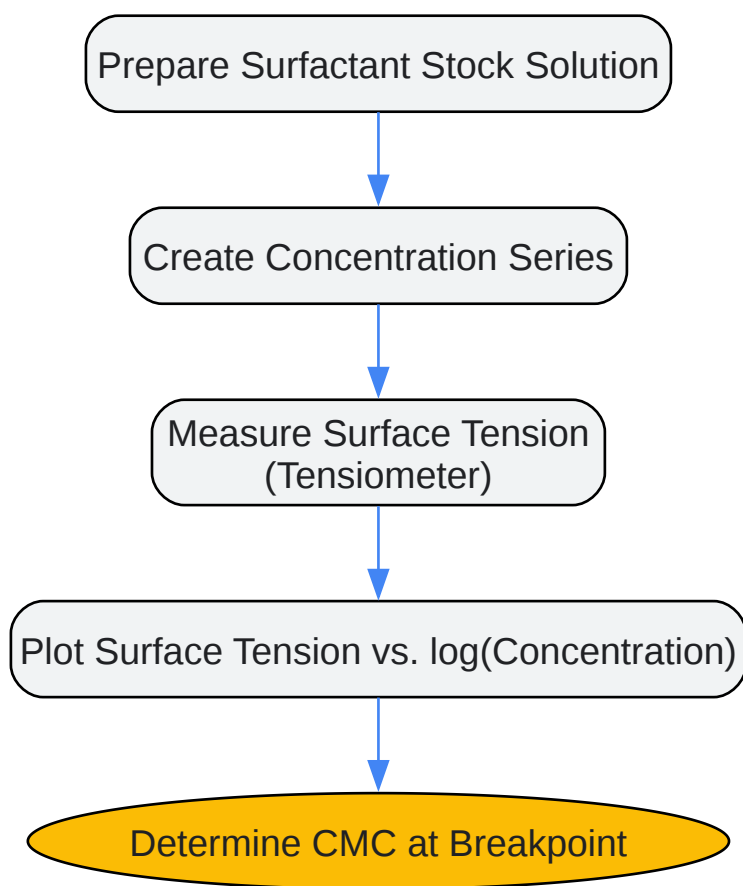 Prepare Surfactant Stock Solution
Create Concentration Series
Measure Surface Tension
(Tensiometer)
Plot Surface Tension vs. log(Concentration)
Determine CMC at Breakpoint